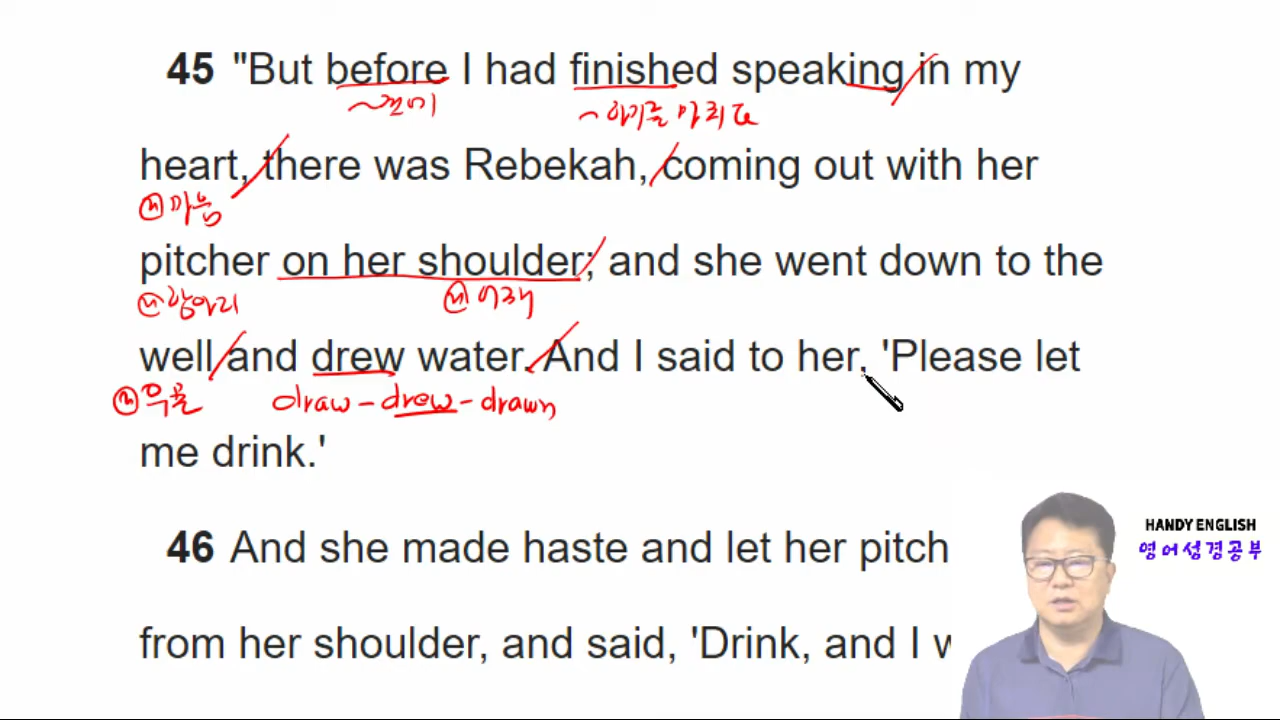 45 "But before I had finished speaking in my
~전에 ~하기를 마치다
heart, there was Rebekah, coming out with her
ⓝ마음
pitcher on her shoulder; and she went down to the
ⓝ항아리 ⓝ어깨
well and drew water. And I said to her, 'Please let
ⓝ우물 draw - drew - drawn
me drink.'
46 And she made haste and let her pitch
from her shoulder, and said, 'Drink, and I w
HANDY ENGLISH
영어성경공부